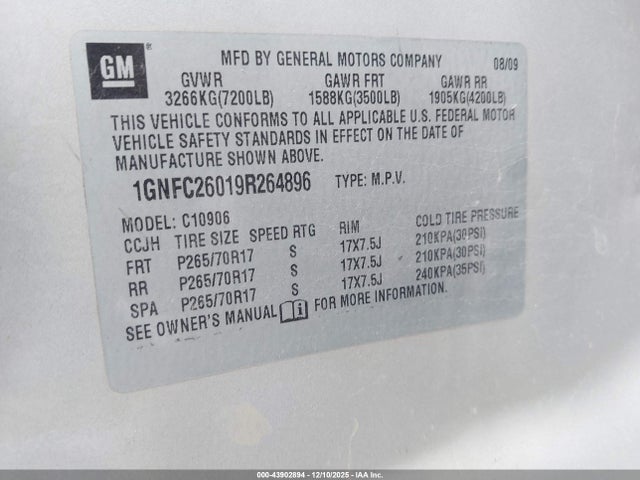 GM
MFD BY GENERAL MOTORS COMPANY 08/09
GVWR GAWR FRT GAWR RR
3266KG(7200LB) 1588KG(3500LB) 1905KG(4200LB)
THIS VEHICLE CONFORMS TO ALL APPLICABLE U.S. FEDERAL MOTOR
VEHICLE SAFETY STANDARDS IN EFFECT ON THE DATE OF
MANUFACTURE SHOWN ABOVE.
1GNFC26019R264896 TYPE: M.P.V.
MODEL: C10906
CCJH TIRE SIZE SPEED RTG RIM COLD TIRE PRESSURE
FRT P265/70R17 S 17X7.5J 210KPA(30PSI)
RR P265/70R17 S 17X7.5J 210KPA(30PSI)
SPA P265/70R17 S 17X7.5J 240KPA(35PSI)
SEE OWNER'S MANUAL i FOR MORE INFORMATION.
000-43902894 - 12/10/2025 - IAAI.ca